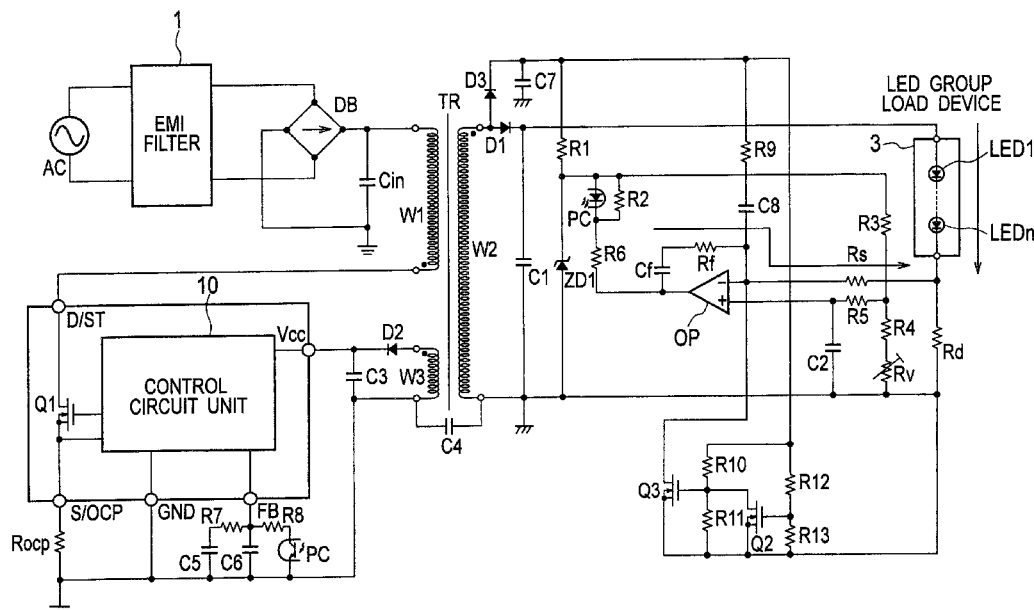 1
EMI
FILTER
AC
DB
Cin
TR
W1
W2
W3
D3
C7
D1
R1
R9
LED GROUP
LOAD DEVICE
3
LED1
LEDn
PC
R2
C8
R3
R6
Cf
Rf
Rs
C1
ZD1
OP
R5
R4
C2
Rv
Rd
10
D/ST
Vcc
D2
C3
CONTROL
CIRCUIT UNIT
Q1
C4
S/OCP
GND
FB
R7
R8
Rocp
C5
C6
PC
R10
R12
Q3
R11
Q2
R13